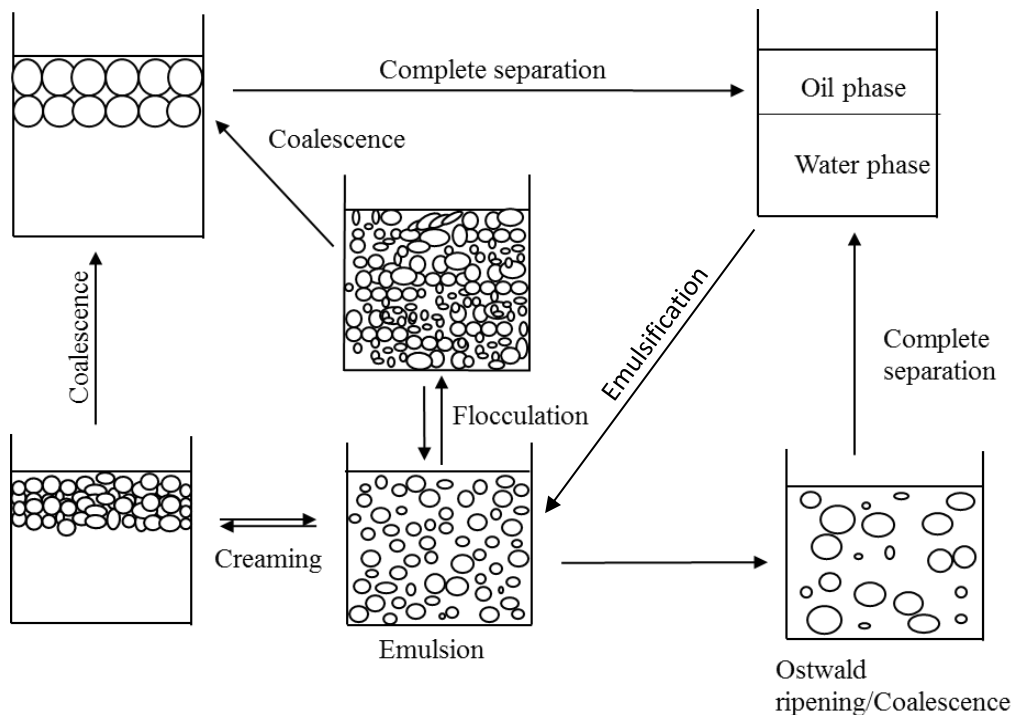 Complete separation
Oil phase
Water phase
Coalescence
Coalescence
Emulsification
Complete
separation
Flocculation
Creaming
Emulsion
Ostwald
ripening/Coalescence